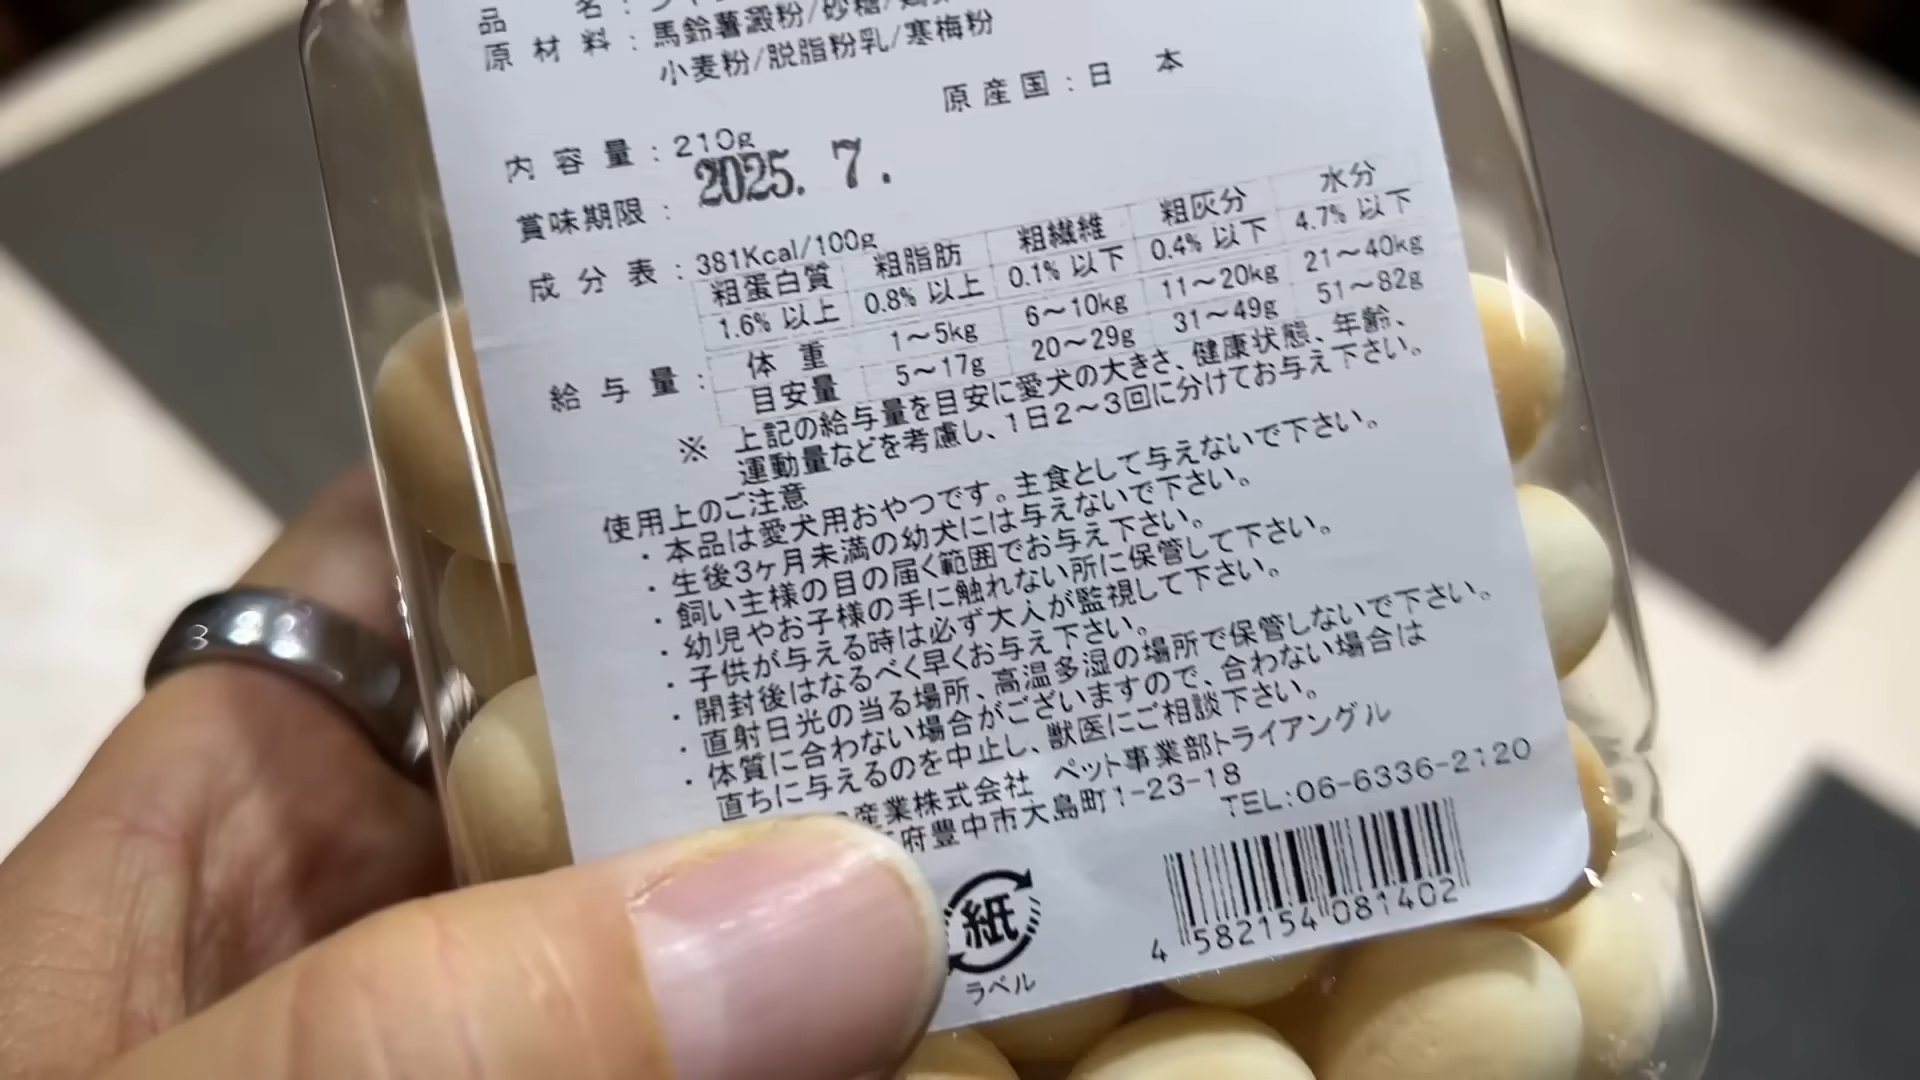 品名：
原材料：馬鈴薯澱粉/砂糖/
小麦粉/脱脂粉乳/寒梅粉
原産国：日本
内容量：210g
賞味期限：2025. 7.
成分表：381Kcal/100g
粗蛋白質 粗脂肪 粗繊維 粗灰分 水分
1.6% 以上 0.8% 以上 0.1% 以下 0.4% 以下 4.7% 以下
給与量：体重 1～5kg 6～10kg 11～20kg 21～40kg
目安量 5～17g 20～29g 31～49g 51～82g
※ 上記の給与量を目安に愛犬の大きさ、健康状態、年齢、
運動量などを考慮し、1日2～3回に分けてお与え下さい。
使用上のご注意
・本品は愛犬用おやつです。主食として与えないで下さい。
・生後3ヶ月未満の幼犬には与えないで下さい。
・飼い主様の目の届く範囲でお与え下さい。
・幼児やお子様の手に触れない所に保管して下さい。
・子供が与える時は必ず大人が監視して下さい。
・開封後はなるべく早くお与え下さい。
・直射日光の当る場所、高温多湿の場所で保管しないで下さい。
・体質に合わない場合がございますので、合わない場合は
直ちに与えるのを中止し、獣医にご相談下さい。
産業株式会社 ペット事業部トライアングル
府豊中市大島町1-23-18
TEL:06-6336-2120
紙
ラベル
4 582154 081402